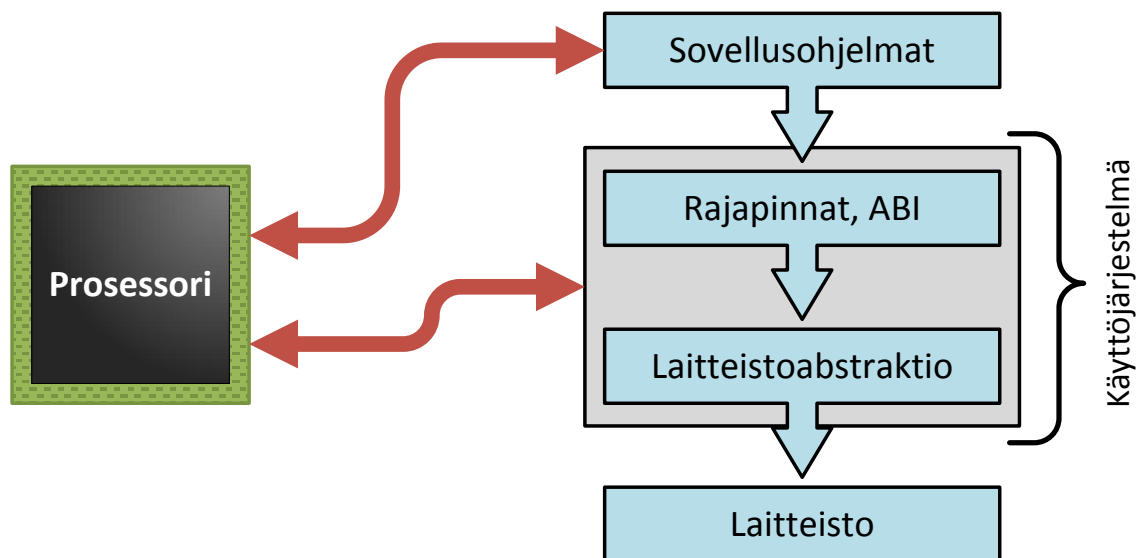 Sovellusohjelmat
Rajapinnat, ABI
Prosessori
Laitteistoabstraktio
Käyttöjärjestelmä
Laitteisto